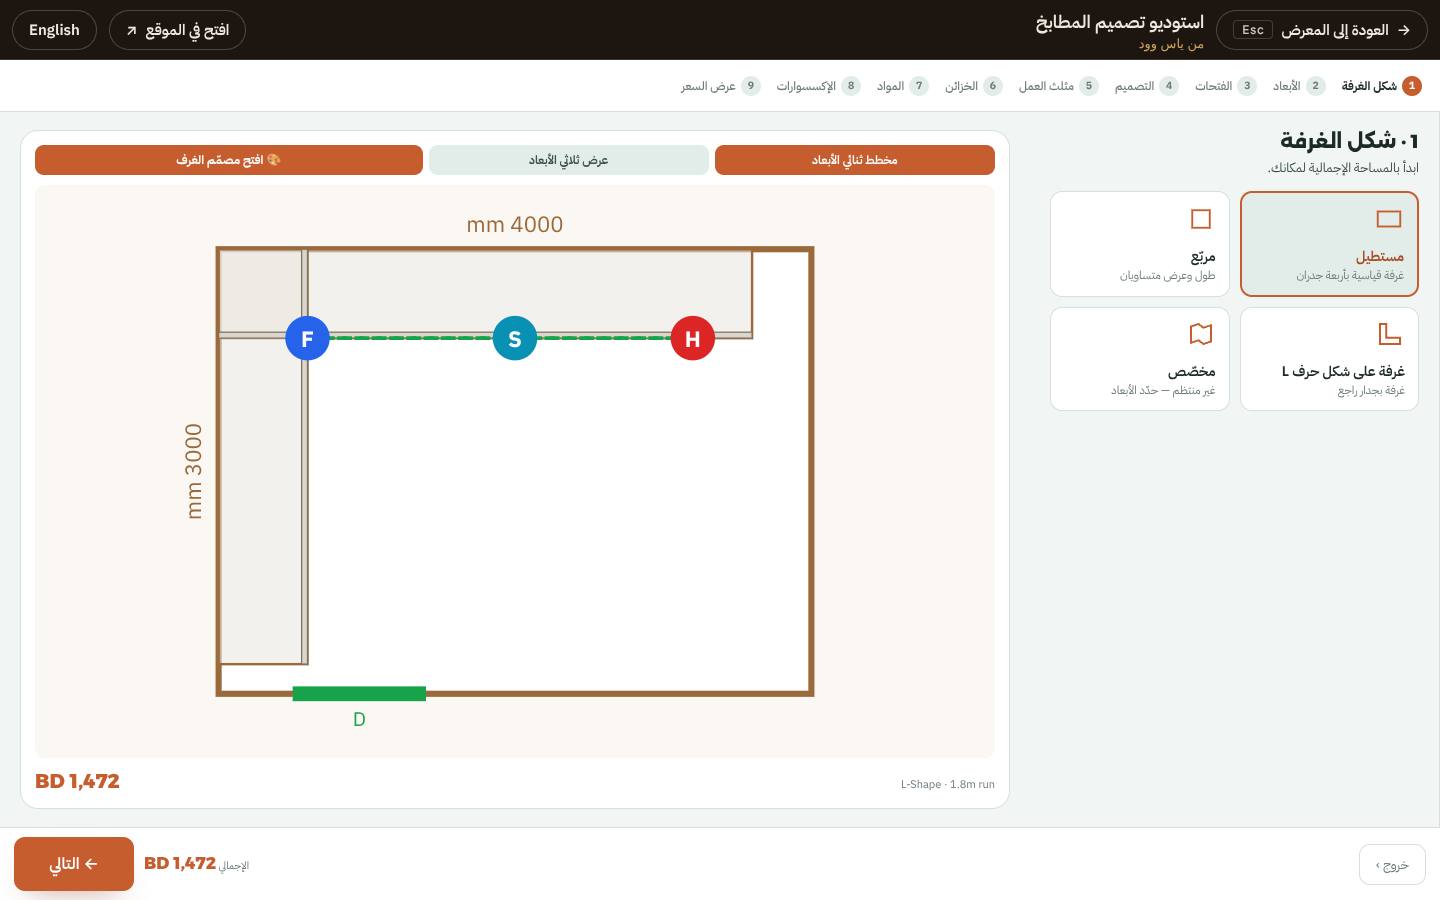 العودة إلى المعرض Esc
استوديو تصميم المطابخ
من ياس وود
افتح في الموقع
English
1 شكل الغرفة
2 الأبعاد
3 الفتحات
4 التصميم
5 مثلث العمل
6 الخزائن
7 المواد
8 الإكسسوارات
9 عرض السعر
1 · شكل الغرفة
ابدأ بالمساحة الإجمالية لمكانك.
مستطيل
غرفة قياسية بأربعة جدران
مربّع
طول وعرض متساويان
غرفة على شكل حرف L
غرفة بجدار راجع
مخصّص
غير منتظم — حدّد الأبعاد
مخطط ثنائي الأبعاد
عرض ثلاثي الأبعاد
🎨 افتح مصمّم الغرف
mm 4000
mm 3000
F
S
H
D
BD 1,472
L-Shape · 1.8m run
خروج ›
الإجمالي BD 1,472
التالي ←